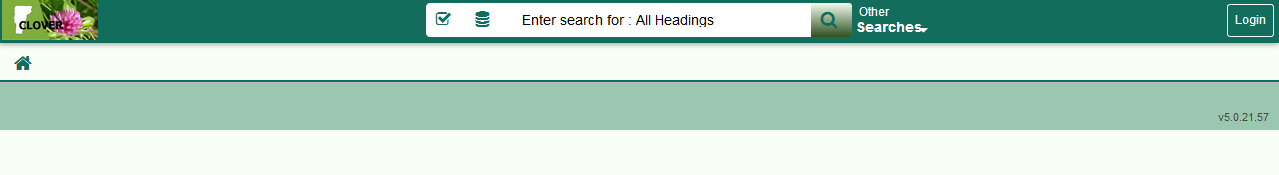 CLOVER
Enter search for : All Headings
Other
Searches
Login
v5.0.21.57